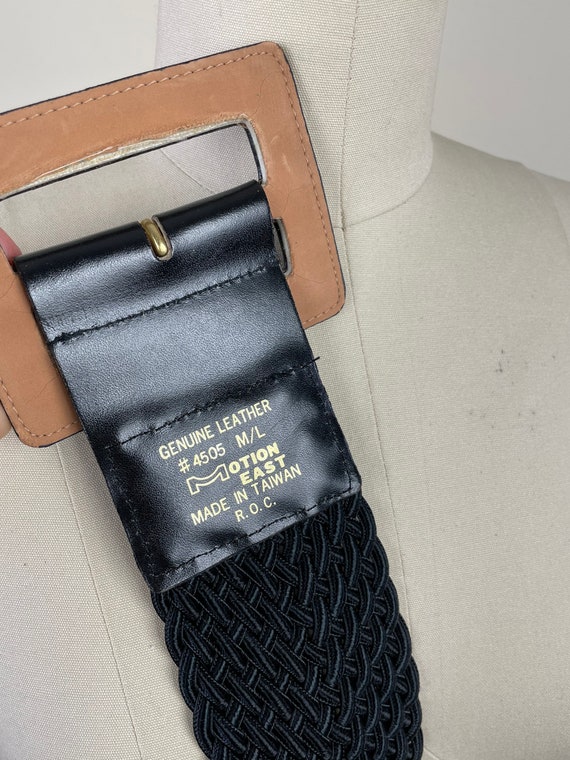 GENUINE LEATHER
#4505 M/L
MOTION
EAST
MADE IN TAIWAN
R.O.C.